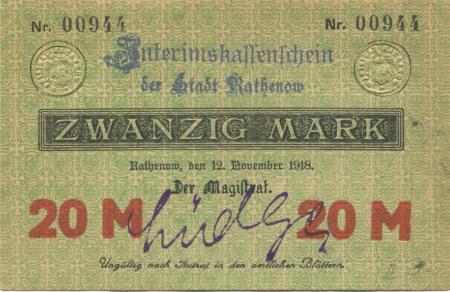 Nr. 00944 Nr. 00944
Interimskassenschein
der Stadt Rathenow
ZWANZIG MARK
Rathenow, den 12. November 1918.
Der Magistrat.
20 M 20 M
Ungültig nach Aufruf in den amtlichen Blättern.